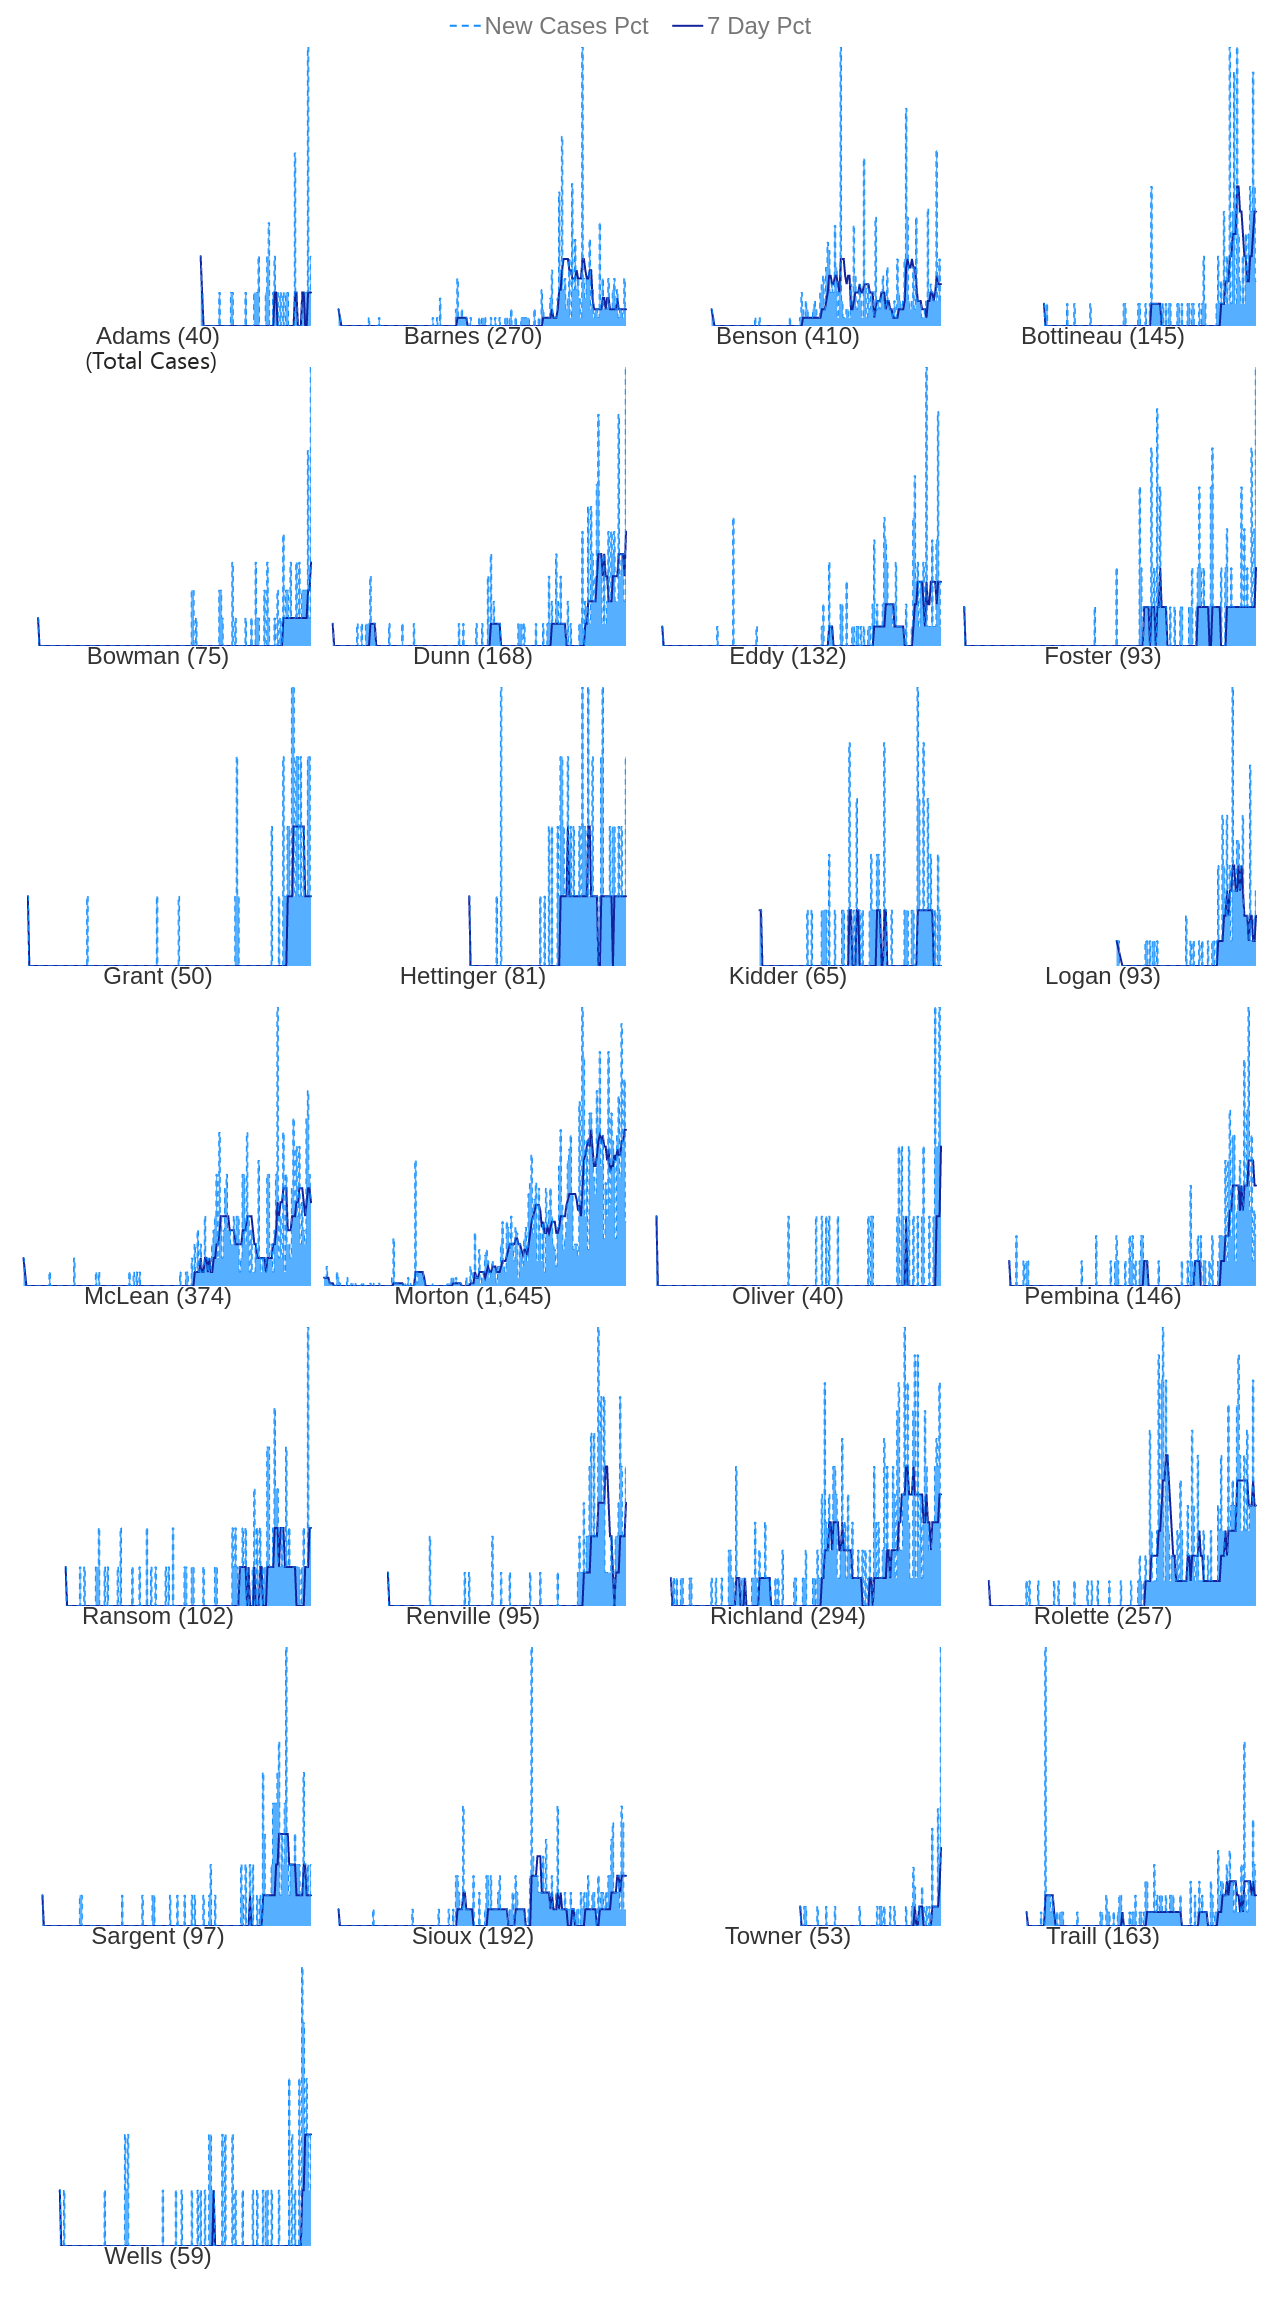 New Cases Pct 7 Day Pct
Adams (40) Barnes (270) Benson (410) Bottineau (145)
(Total Cases)
Bowman (75) Dunn (168) Eddy (132) Foster (93)
Grant (50) Hettinger (81) Kidder (65) Logan (93)
McLean (374) Morton (1,645) Oliver (40) Pembina (146)
Ransom (102) Renville (95) Richland (294) Rolette (257)
Sargent (97) Sioux (192) Towner (53) Traill (163)
Wells (59)